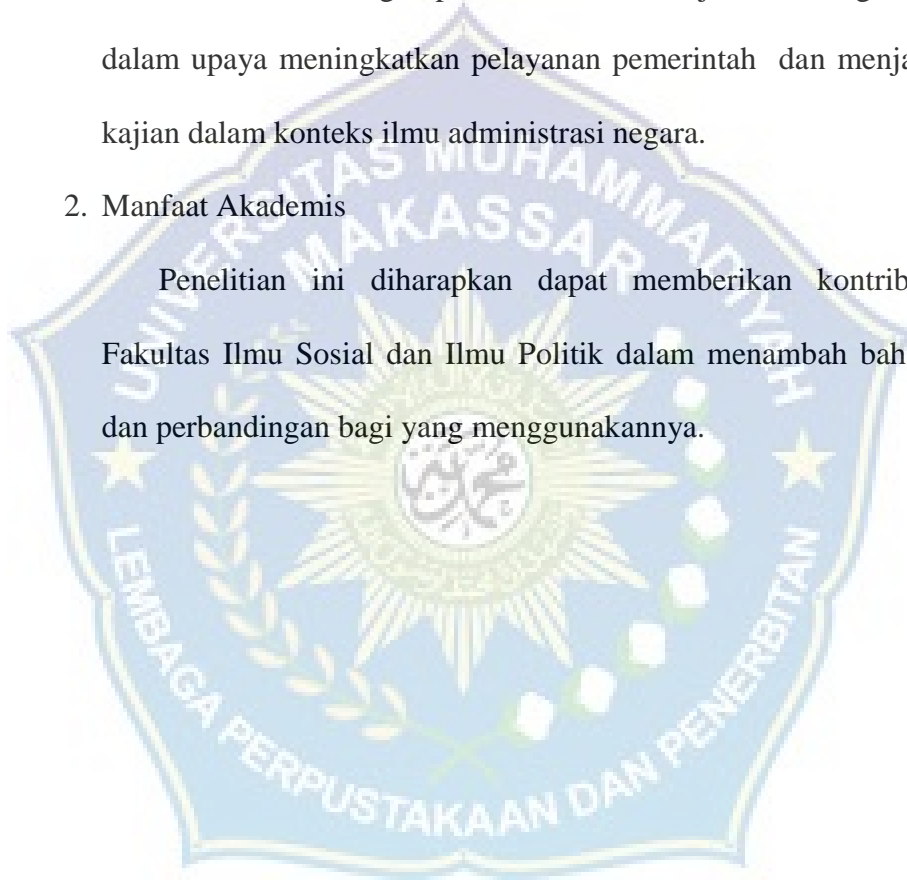 dalam upaya meningkatkan pelayanan pemerintah dan menja
kajian dalam konteks ilmu administrasi negara.
2. Manfaat Akademis
Penelitian ini diharapkan dapat memberikan kontrib
Fakultas Ilmu Sosial dan Ilmu Politik dalam menambah bah
dan perbandingan bagi yang menggunakannya.
UNIVERSITAS MUHAMMADIYAH
MAKASSAR
محمدية
LEMBAGA PERPUSTAKAAN DAN PENERBITAN